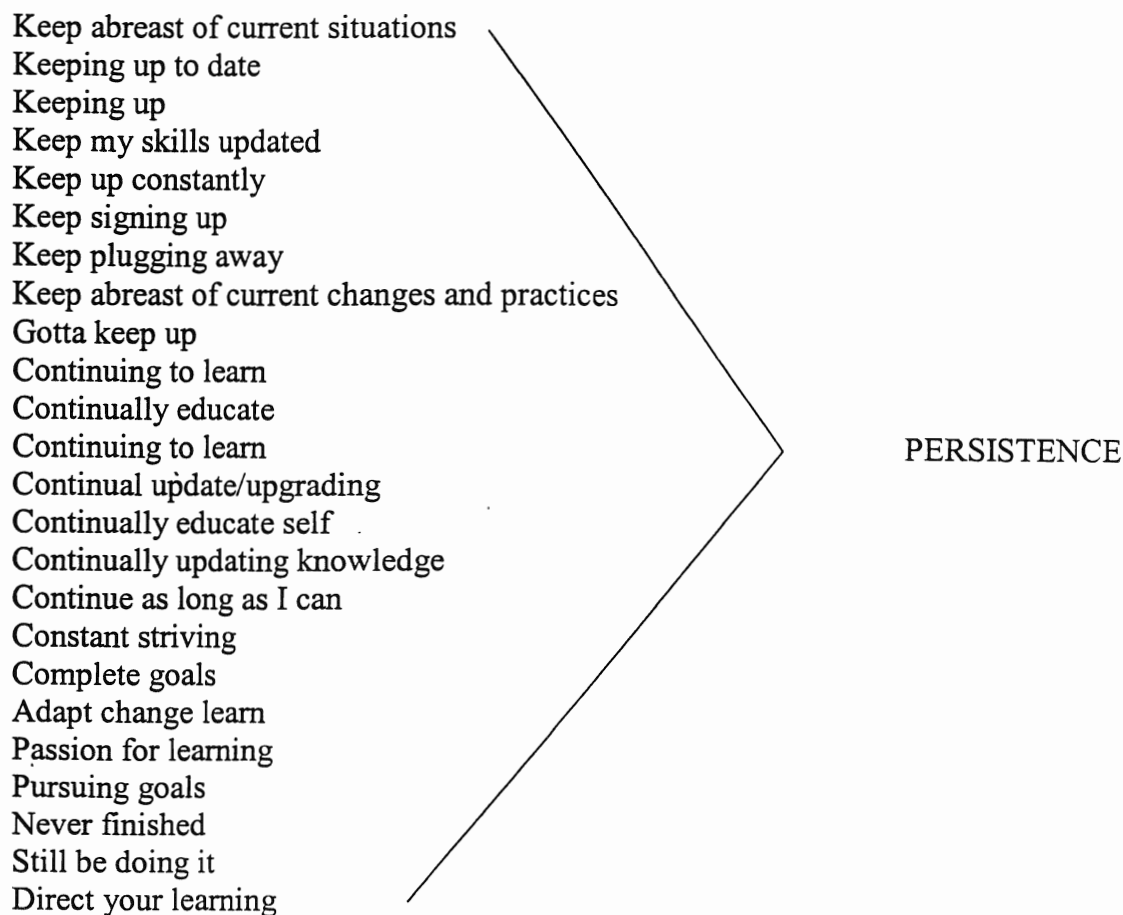 Keep abreast of current situations
Keeping up to date
Keeping up
Keep my skills updated
Keep up constantly
Keep signing up
Keep plugging away
Keep abreast of current changes and practices
Gotta keep up
Continuing to learn
Continually educate
Continuing to learn
PERSISTENCE
Continual update/upgrading
Continually educate self
Continually updating knowledge
Continue as long as I can
Constant striving
Complete goals
Adapt change learn
Passion for learning
Pursuing goals
Never finished
Still be doing it
Direct your learning